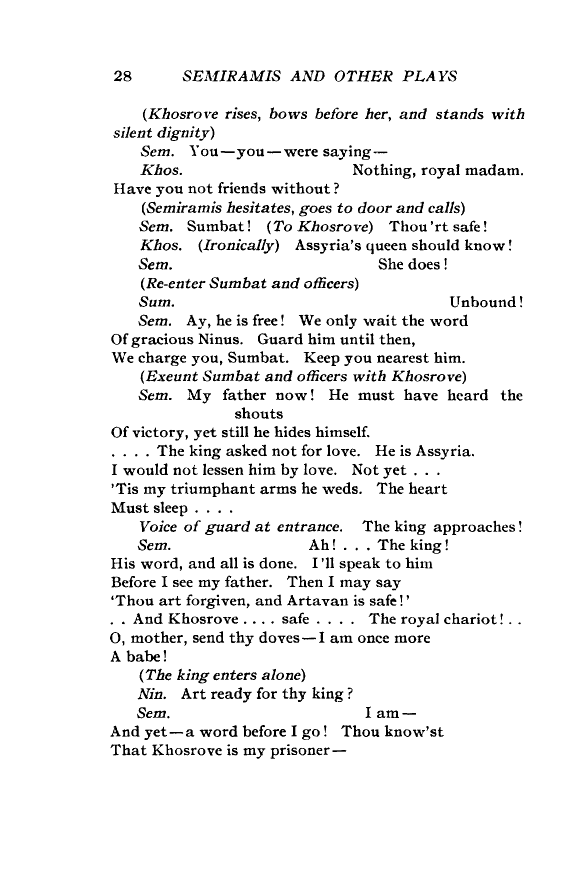 28 SEMIRAMIS AND OTHER PLAYS
(Khosrove rises, bows before her, and stands with
silent dignity)
Sem. You—you—were saying—
Khos. Nothing, royal madam.
Have you not friends without?
(Semiramis hesitates, goes to door and calls)
Sem. Sumbat! (To Khosrove) Thou'rt safe!
Khos. (Ironically) Assyria's queen should know!
Sem. She does!
(Re-enter Sumbat and officers)
Sum. Unbound!
Sem. Ay, he is free! We only wait the word
Of gracious Ninus. Guard him until then,
We charge you, Sumbat. Keep you nearest him.
(Exeunt Sumbat and officers with Khosrove)
Sem. My father now! He must have heard the
shouts
Of victory, yet still he hides himself.
. . . . The king asked not for love. He is Assyria.
I would not lessen him by love. Not yet . . .
'Tis my triumphant arms he weds. The heart
Must sleep . . . .
Voice of guard at entrance. The king approaches!
Sem. Ah! . . . The king!
His word, and all is done. I'll speak to him
Before I see my father. Then I may say
'Thou art forgiven, and Artavan is safe!'
. . And Khosrove . . . . safe . . . . The royal chariot! . .
O, mother, send thy doves—I am once more
A babe!
(The king enters alone)
Nin. Art ready for thy king?
Sem. I am—
And yet—a word before I go! Thou know'st
That Khosrove is my prisoner—